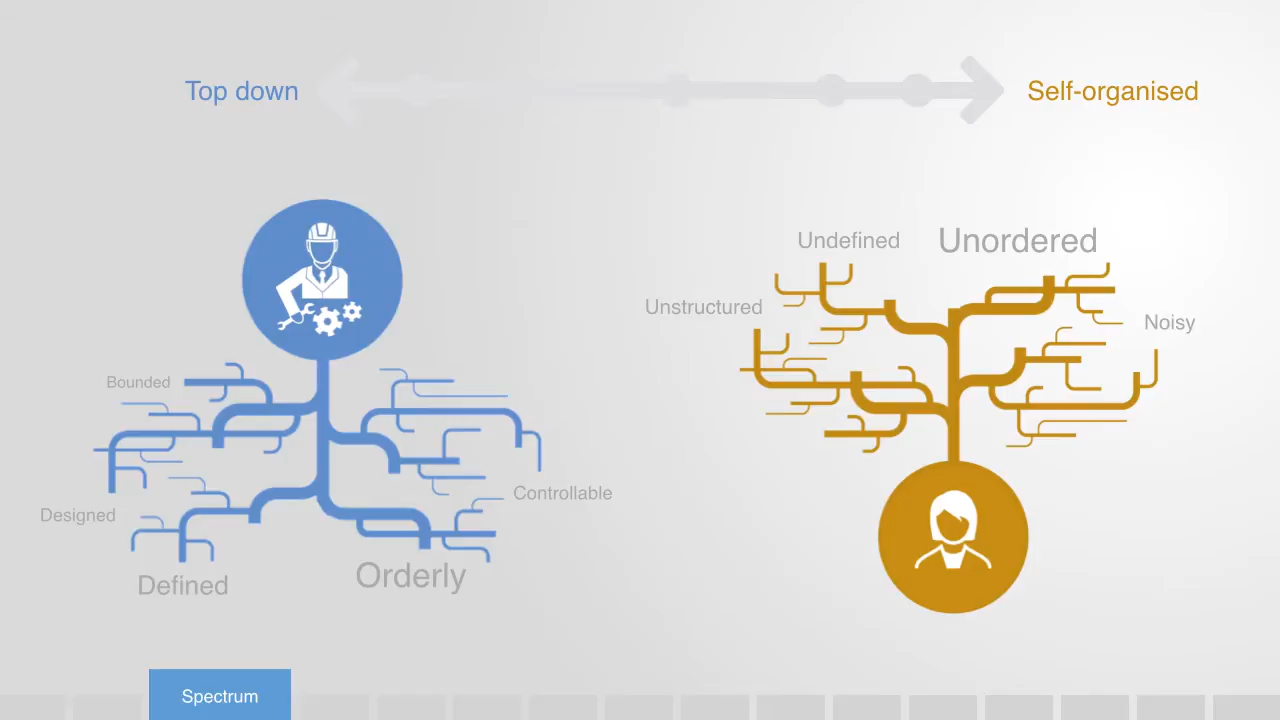 Top down
Self-organised
Undefined
Unordered
Unstructured
Noisy
Bounded
Controllable
Designed
Defined
Orderly
Spectrum